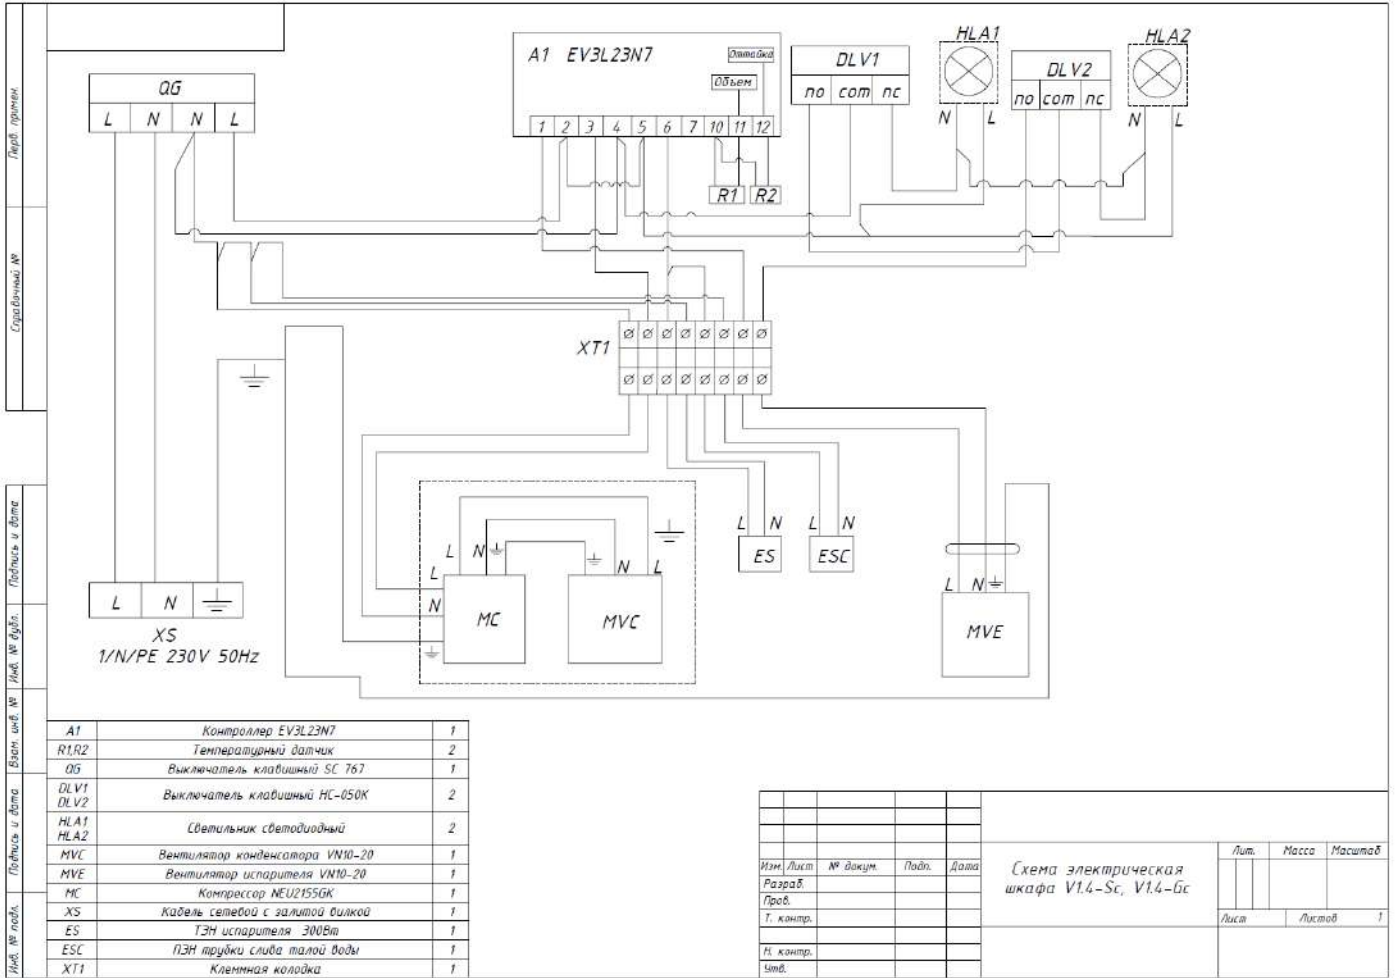 HLA1
HLA2
A1 EV3L23N7
Оттайка
Объем
DLV1
no com nc
DLV2
no com nc
QG
L N N L
N L
N L
1 2 3 4 5 6 7 10 11 12
R1 R2
XT1
L N L N
ES ESC
L N
MVE
L N
N L
L
N
MC
MVC
L N
XS
1/N/PE 230V 50Hz
Перв. примен.
Справочный №
Подпись и дата
Инв. № дубл.
Взам. инв. №
Подпись и дата
Инв. № подл.
A1 Контроллер EV3L23N7 1
R1,R2 Температурный датчик 2
QG Выключатель клавишный SC 767 1
DLV1
DLV2
Выключатель клавишный НС-050К 2
HLA1
HLA2
Светильник светодиодный 2
MVC Вентилятор конденсатора VN10-20 1
MVE Вентилятор испарителя VN10-20 1
MC Компрессор NEU2155GK 1
XS Кабель сетевой с залитой вилкой 1
ES ТЭН испарителя 300Вт 1
ESC ПЭН трубки слива талой воды 1
XT1 Клеммная колодка 1
Изм. Лист № докум. Подп. Дата
Разраб.
Пров.
Т. контр.
Н. контр.
Утв.
Схема электрическая
шкафа V1.4-Sc, V1.4-Gc
Лит. Масса Масштаб
Лист Листов 1